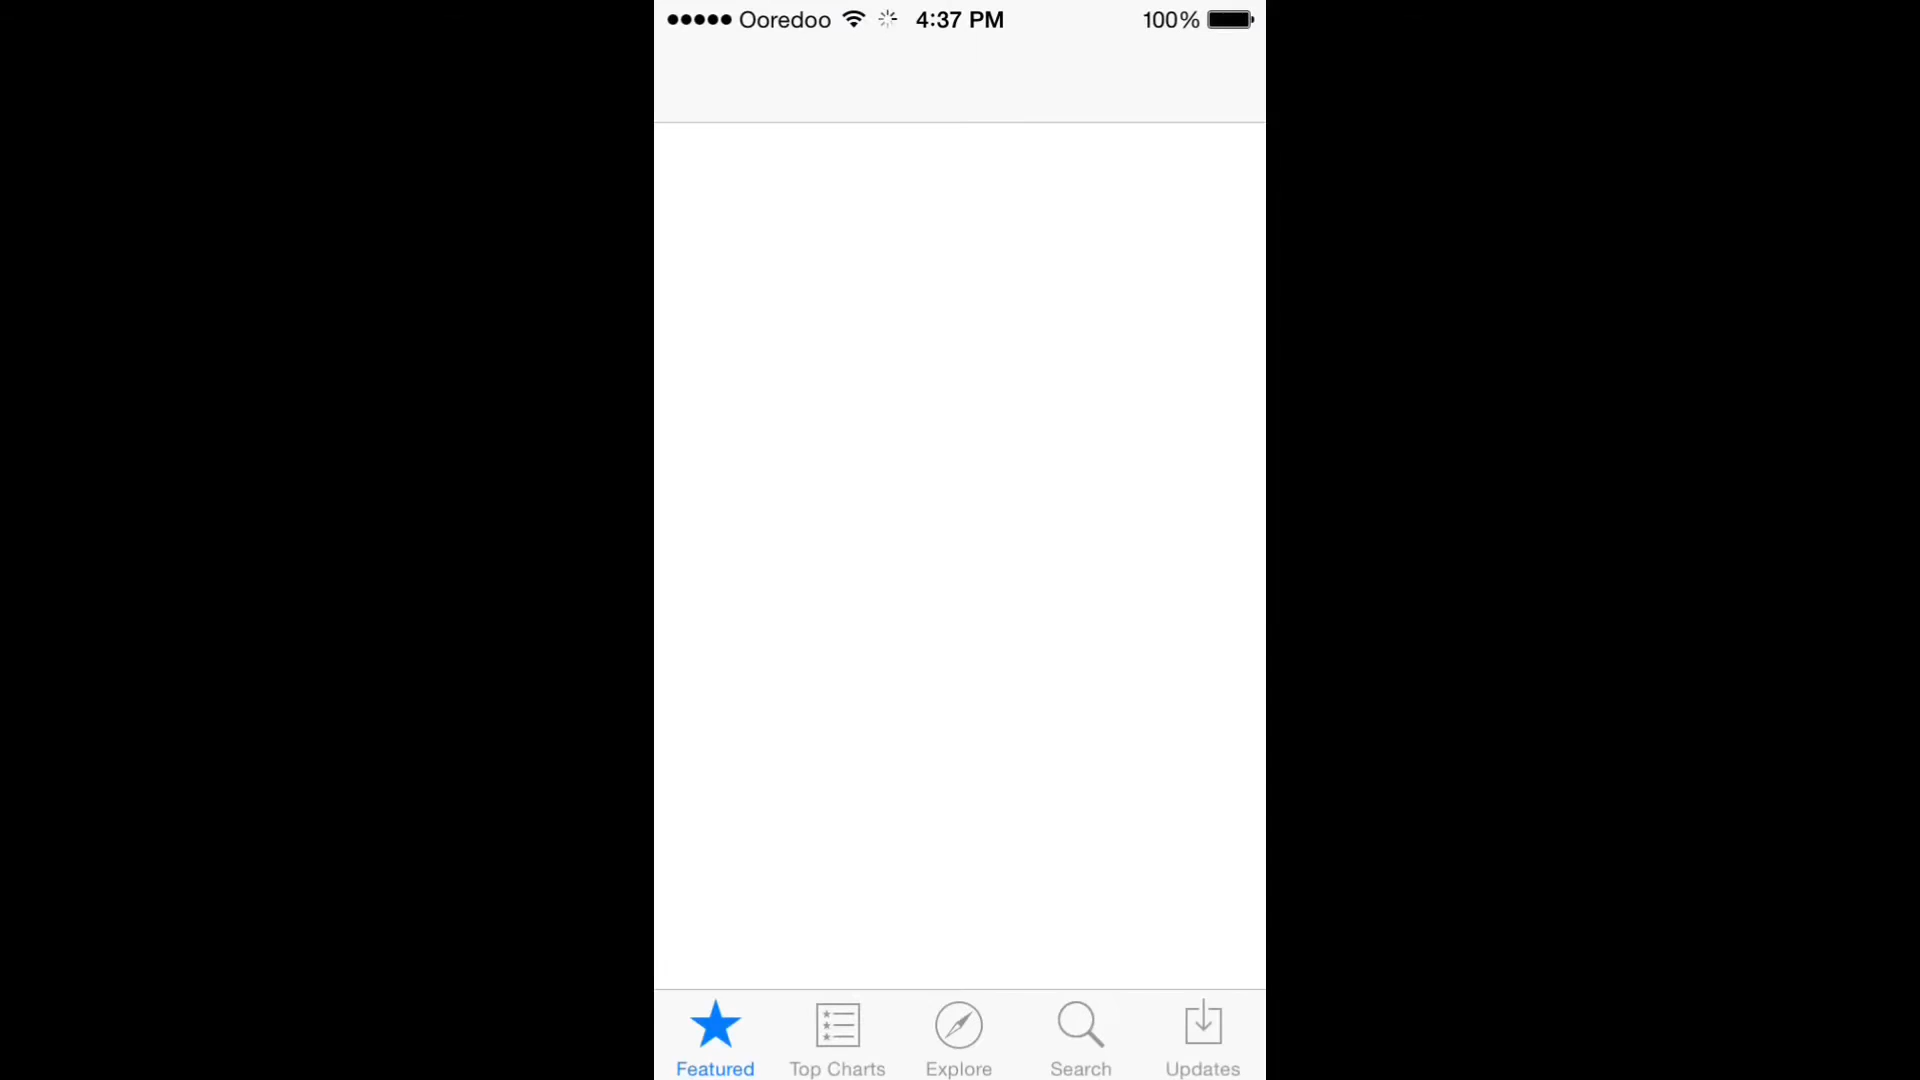 Ooredoo 4:37 PM 100%
Featured Top Charts Explore Search Updates